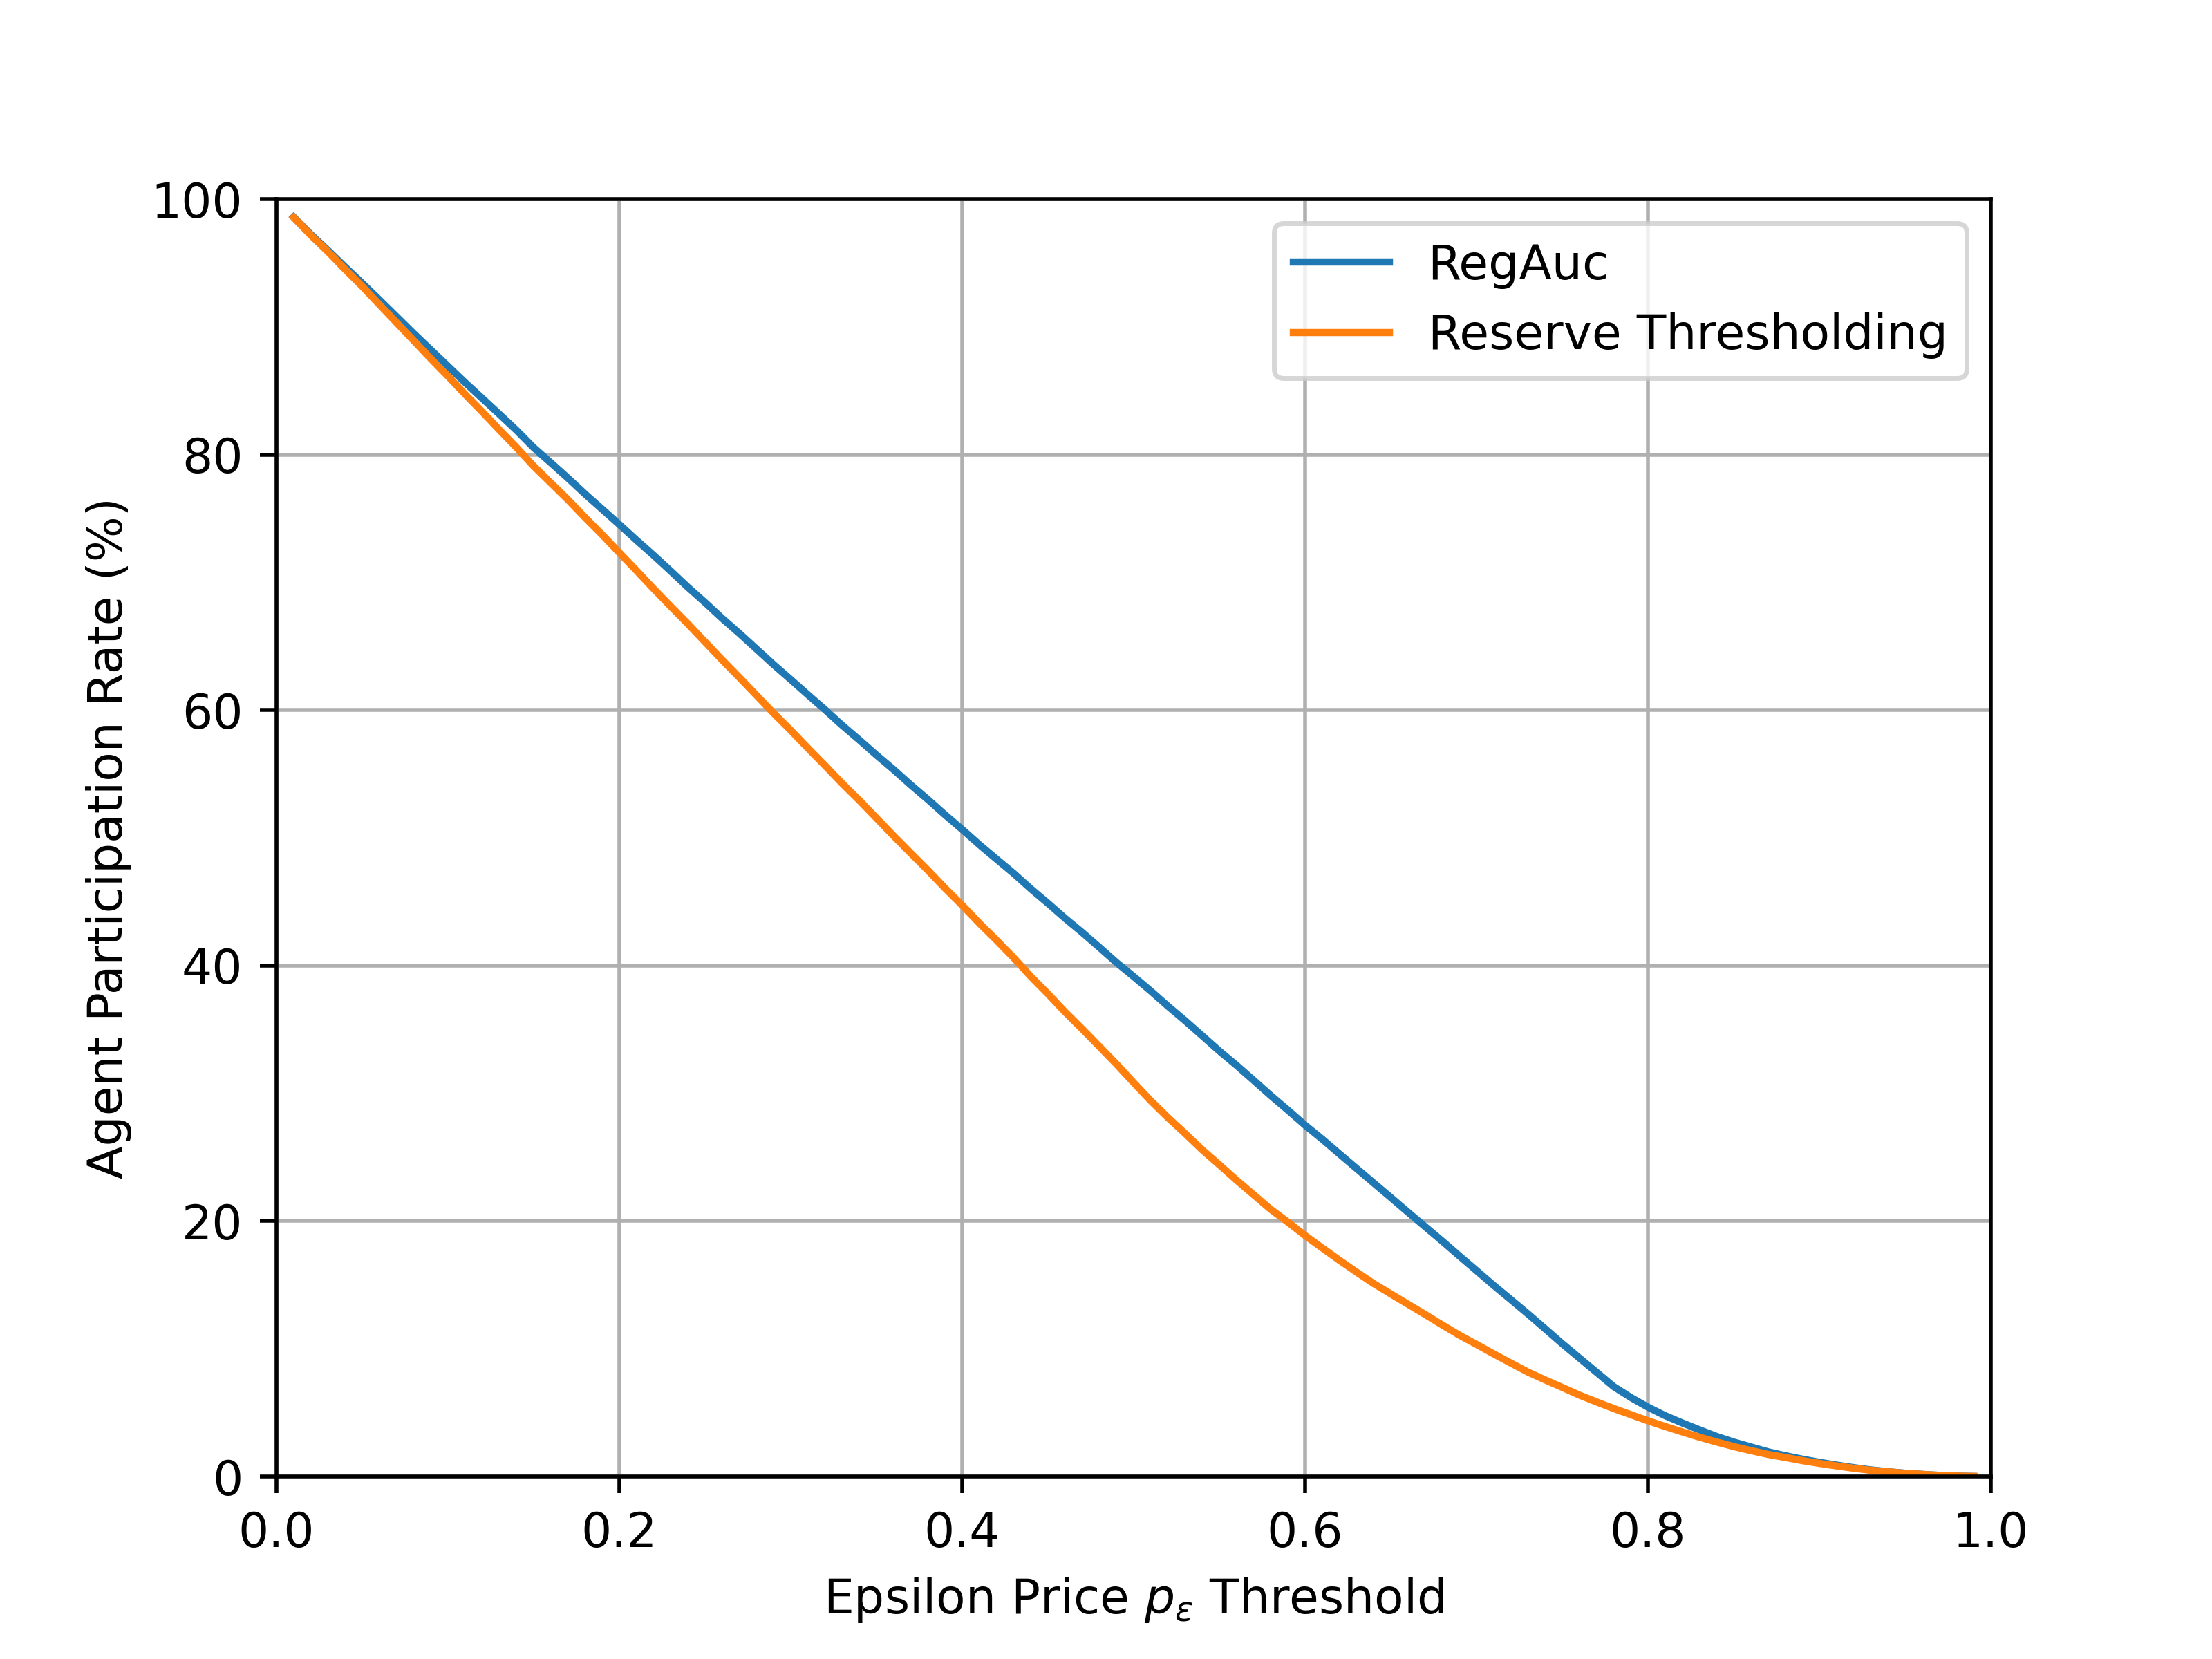 100
80
60
40
20
0
0.0 0.2 0.4 0.6 0.8 1.0
Agent Participation Rate (%)
Epsilon Price pε Threshold
RegAuc
Reserve Thresholding